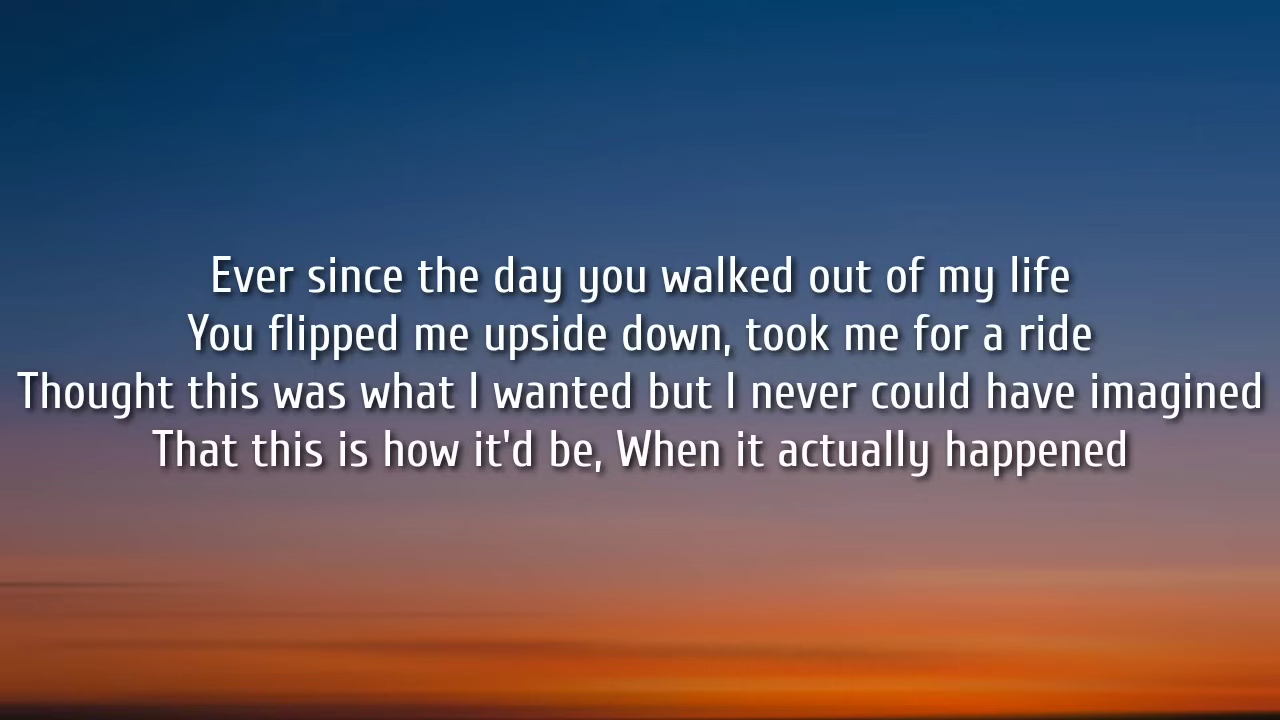 Ever since the day you walked out of my life
You flipped me upside down, took me for a ride
Thought this was what I wanted but I never could have imagined
That this is how it'd be, When it actually happened